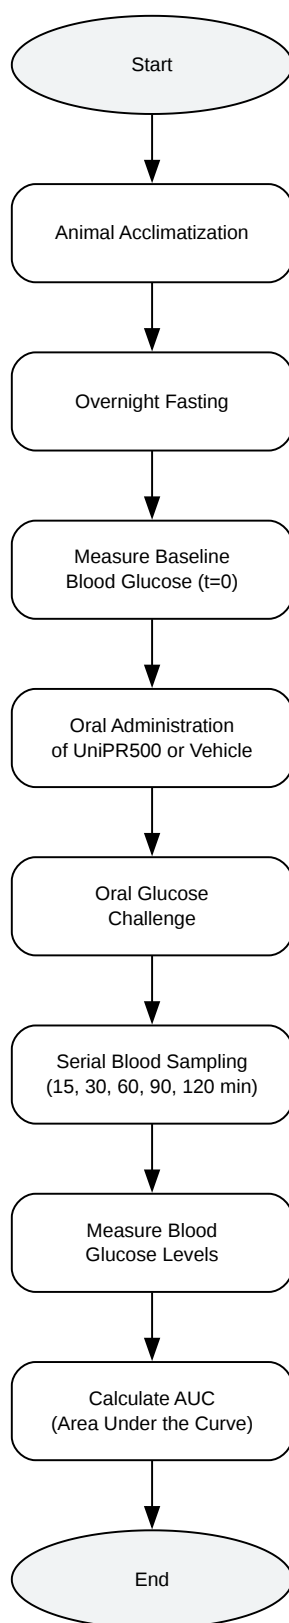 Start
Animal Acclimatization
Overnight Fasting
Measure Baseline
Blood Glucose (t=0)
Oral Administration
of UniPR500 or Vehicle
Oral Glucose
Challenge
Serial Blood Sampling
(15, 30, 60, 90, 120 min)
Measure Blood
Glucose Levels
Calculate AUC
(Area Under the Curve)
End